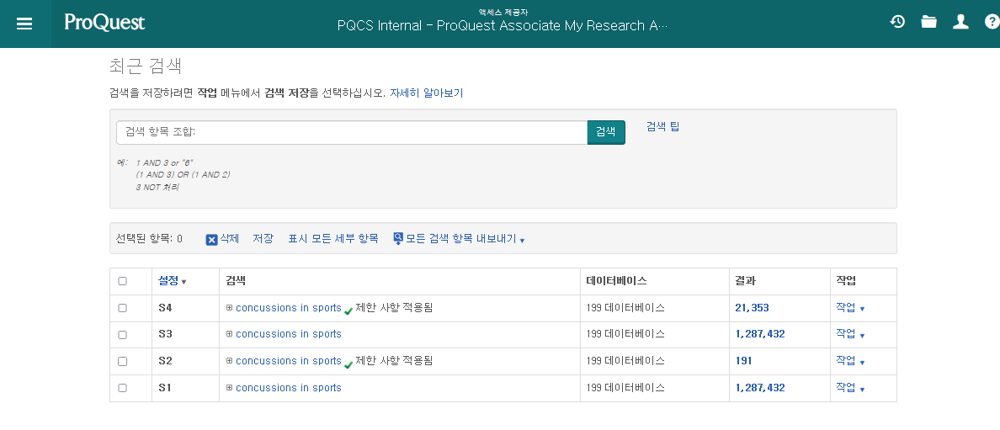 ProQuest
액세스 제공자
PQCS Internal - ProQuest Associate My Research A...
최근 검색
검색을 저장하려면 작업 메뉴에서 검색 저장을 선택하십시오. 자세히 알아보기
검색 항목 조합: 검색 검색 팁
예: 1 AND 3 or "6"
(1 AND 3) OR (1 AND 2)
3 NOT 처리
선택된 항목: 0 삭제 저장 표시 모든 세부 항목 모든 검색 항목 내보내기
설정 검색 데이터베이스 결과 작업
S4 concussions in sports 제한 사항 적용됨 199 데이터베이스 21,353 작업
S3 concussions in sports 199 데이터베이스 1,287,432 작업
S2 concussions in sports 제한 사항 적용됨 199 데이터베이스 191 작업
S1 concussions in sports 199 데이터베이스 1,287,432 작업